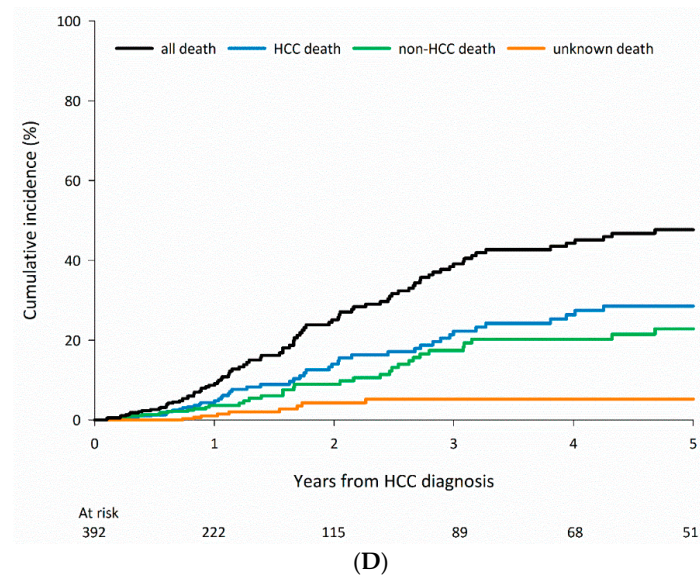 100
all death HCC death non-HCC death unknown death
80
60
40
20
0
Cumulative incidence (%)
0 1 2 3 4 5
Years from HCC diagnosis
At risk
392 222 115 89 68 51
(D)